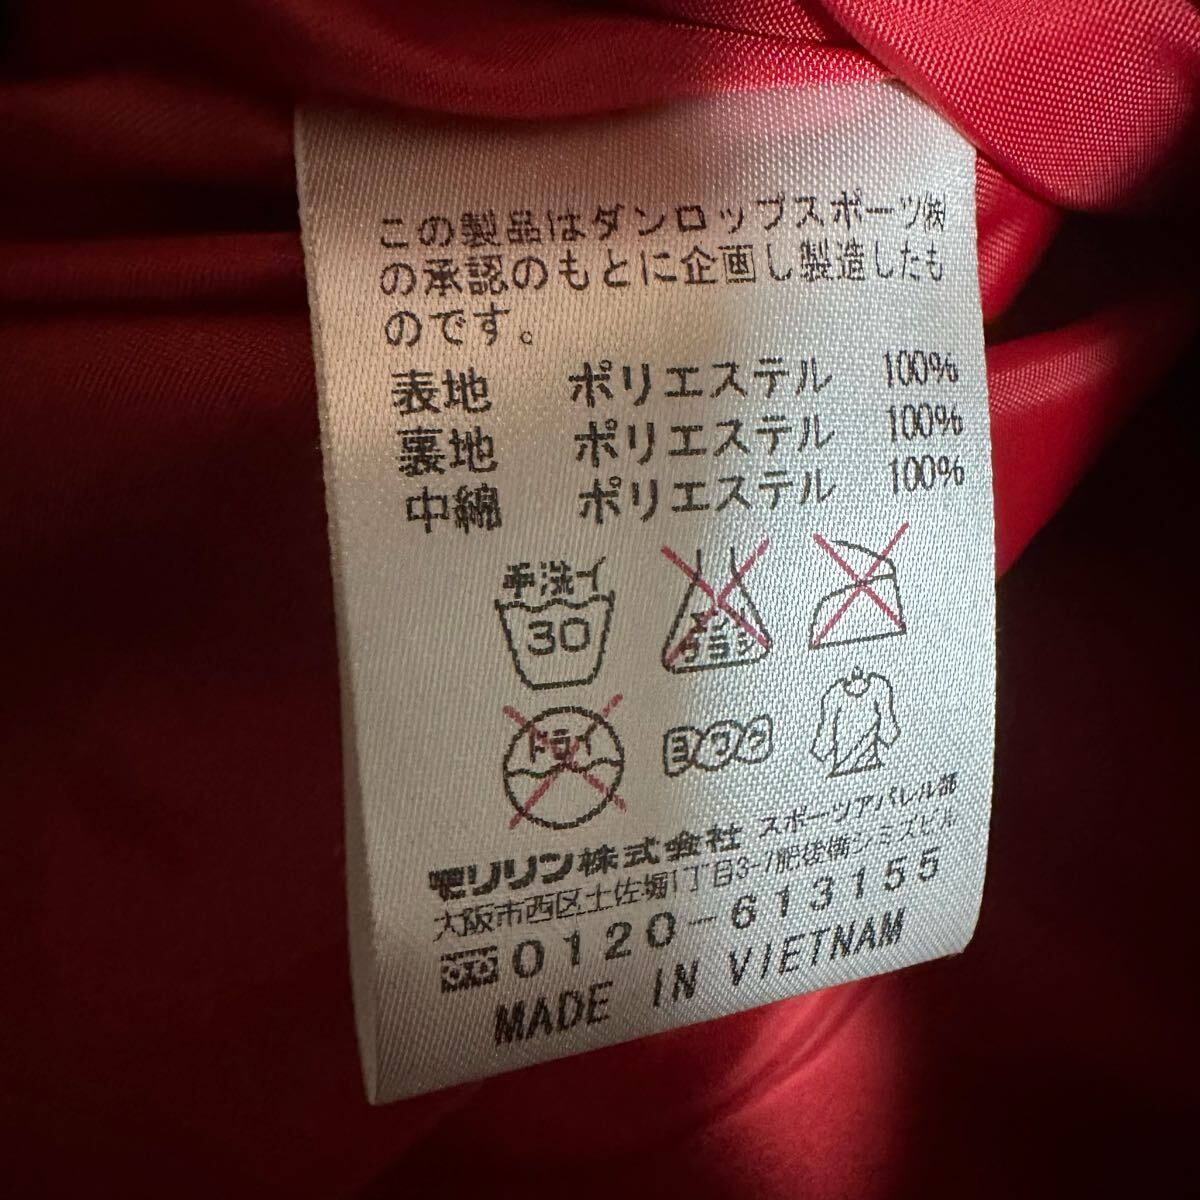 この製品はダンロップスポーツ㈱
の承認のもとに企画し製造したも
のです。
表地 ポリエステル 100%
裏地 ポリエステル 100%
中綿 ポリエステル 100%
手洗イ
30
エンソ
サラシ
ドライ
ヨワク
モリリン株式会社 スポーツアパレル部
大阪市西区土佐堀1丁目3-7肥後橋シミズビル
0120-613155
MADE IN VIETNAM